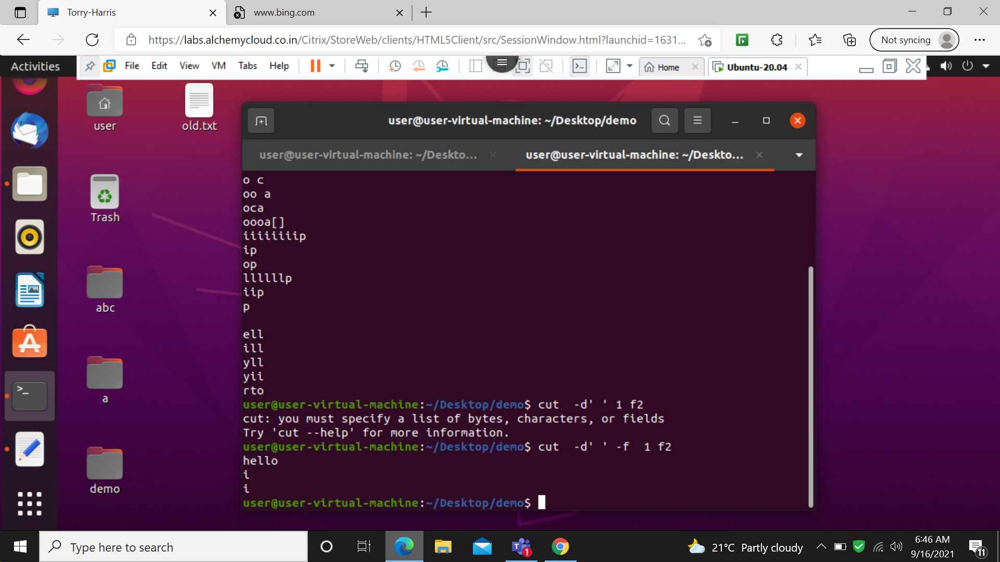 Torry-Harris
www.bing.com
https://labs.alchemycloud.co.in/Citrix/StoreWeb/clients/HTML5Client/src/SessionWindow.html?launchid=1631...
Not syncing
Activities
File Edit View VM Tabs Help
Home
Ubuntu-20.04
user
old.txt
Trash
abc
a
demo
user@user-virtual-machine: ~/Desktop/demo
user@user-virtual-machine: ~/Deskto...
user@user-virtual-machine: ~/Deskto...
o c
oo a
oca
oooa[]
iiiiiiiip
ip
op
llllllp
iip
p
ell
ill
yll
yii
rto
user@user-virtual-machine:~/Desktop/demo$ cut  -d' ' 1 f2
cut: you must specify a list of bytes, characters, or fields
Try 'cut --help' for more information.
user@user-virtual-machine:~/Desktop/demo$ cut  -d' ' -f  1 f2
hello
i
i
user@user-virtual-machine:~/Desktop/demo$
Type here to search
1
21°C Partly cloudy
6:46 AM
9/16/2021
11